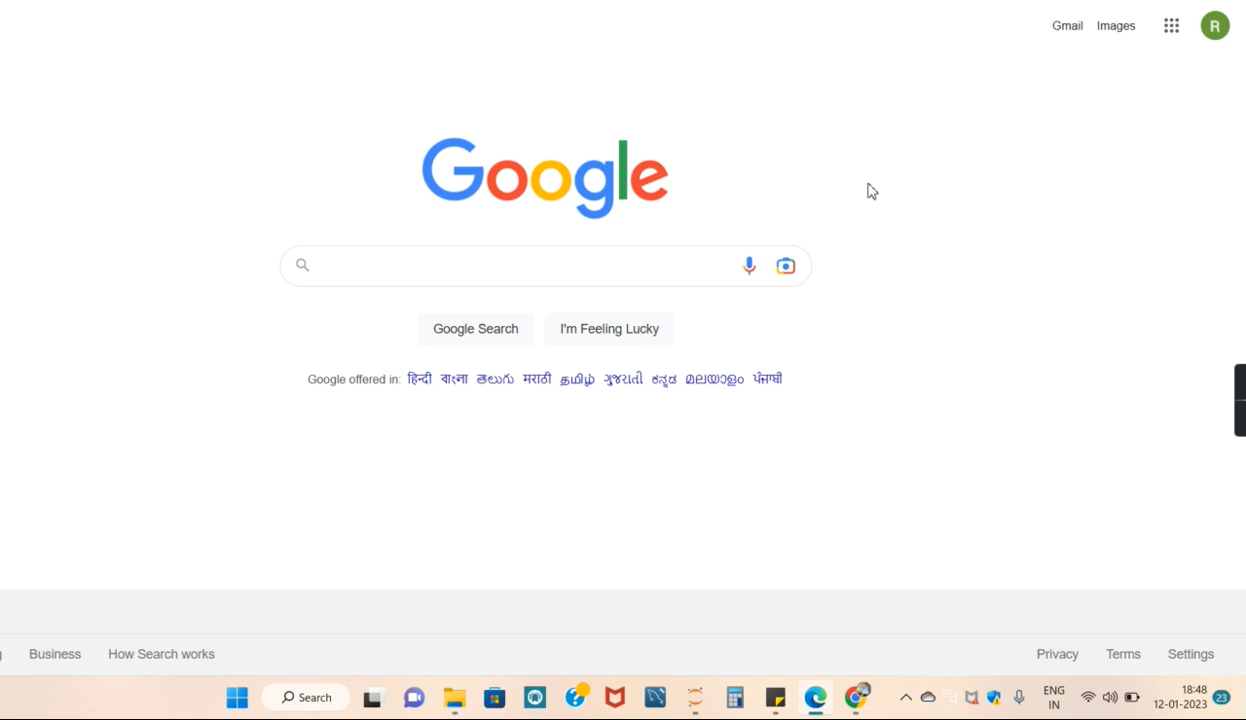 Gmail Images R
Google
Google Search I'm Feeling Lucky
Google offered in: हिन्दी বাংলা తెలుగు मराठी தமிழ் ગુજરાતી ಕನ್ನಡ മലയാളം ਪੰਜਾਬੀ
Business How Search works Privacy Terms Settings
Search
ENG
IN
18:48
12-01-2023
23